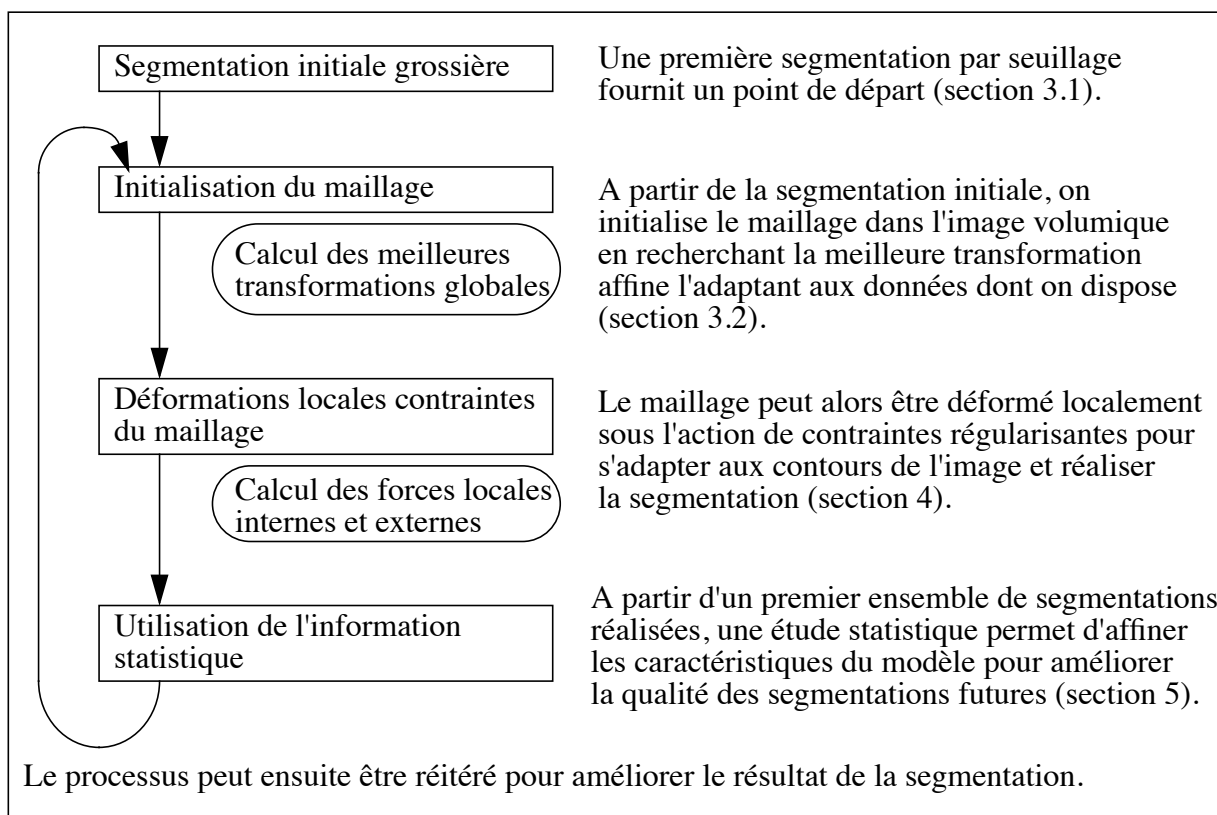 Segmentation initiale grossière
Une première segmentation par seuillage
fournit un point de départ (section 3.1).
Initialisation du maillage
A partir de la segmentation initiale, on
initialise le maillage dans l'image volumique
en recherchant la meilleure transformation
affine l'adaptant aux données dont on dispose
(section 3.2).
Calcul des meilleures
transformations globales
Déformations locales contraintes
du maillage
Le maillage peut alors être déformé localement
sous l'action de contraintes régularisantes pour
s'adapter aux contours de l'image et réaliser
la segmentation (section 4).
Calcul des forces locales
internes et externes
Utilisation de l'information
statistique
A partir d'un premier ensemble de segmentations
réalisées, une étude statistique permet d'affiner
les caractéristiques du modèle pour améliorer
la qualité des segmentations futures (section 5).
Le processus peut ensuite être réitéré pour améliorer le résultat de la segmentation.